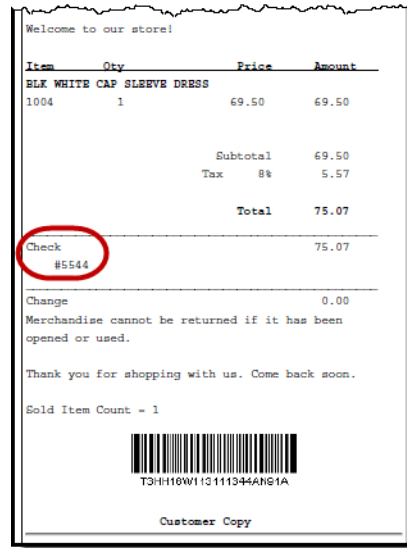 Welcome to our store!
Item Qty Price Amount
BLK WHITE CAP SLEEVE DRESS
1004 1 69.50 69.50
Subtotal 69.50
Tax 8% 5.57
Total 75.07
Check 75.07
#5544
Change 0.00
Merchandise cannot be returned if it has been
opened or used.
Thank you for shopping with us. Come back soon.
Sold Item Count = 1
Customer Copy